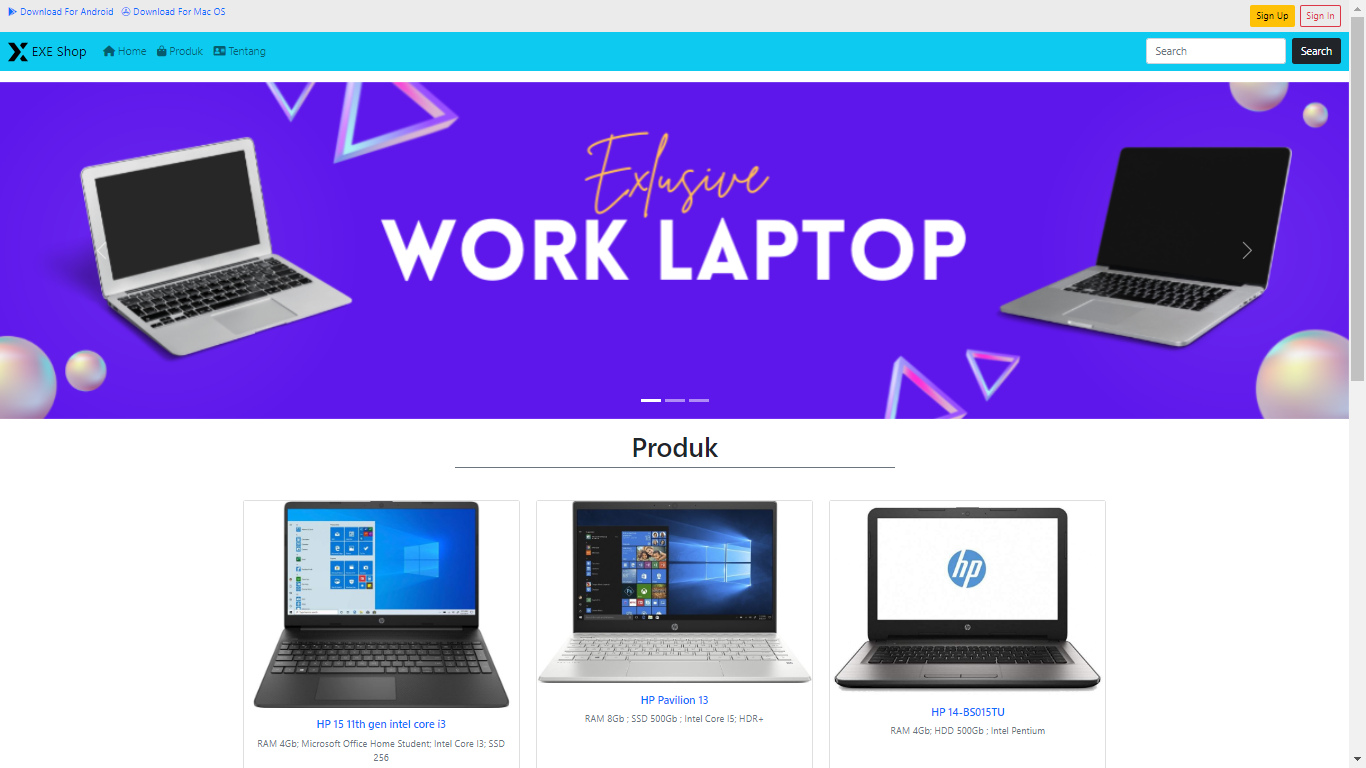 Download For Android Download For Mac OS
Sign Up Sign In
EXE Shop Home Produk Tentang
Search Search
Exlusive
WORK LAPTOP
Produk
HP 15 11th gen intel core i3
RAM 4Gb; Microsoft Office Home Student; Intel Core I3; SSD
256
HP Pavilion 13
RAM 8Gb ; SSD 500Gb ; Intel Core I5; HDR+
hp
HP 14-BS015TU
RAM 4Gb; HDD 500Gb ; Intel Pentium